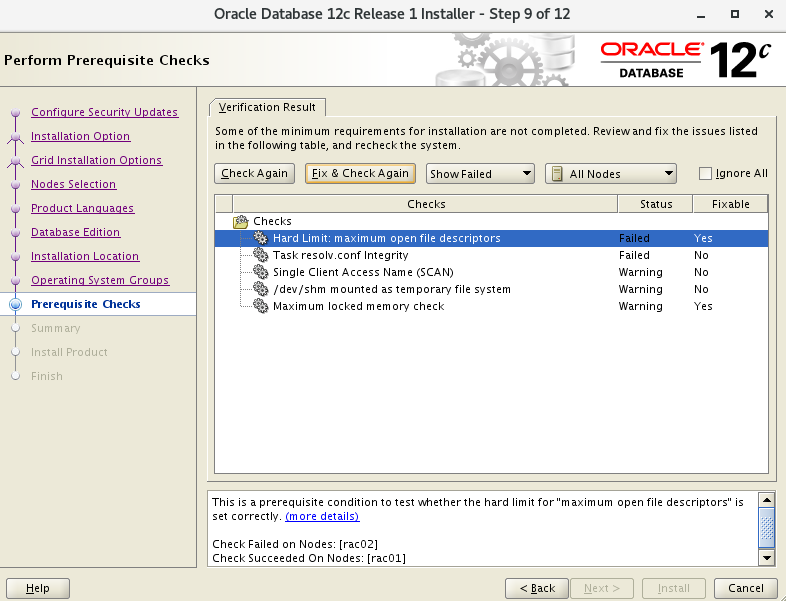 Oracle Database 12c Release 1 Installer - Step 9 of 12
Perform Prerequisite Checks
ORACLE
DATABASE
12c
Configure Security Updates
Installation Option
Grid Installation Options
Nodes Selection
Product Languages
Database Edition
Installation Location
Operating System Groups
Prerequisite Checks
Summary
Install Product
Finish
Verification Result
Some of the minimum requirements for installation are not completed. Review and fix the issues listed
in the following table, and recheck the system.
Check Again Fix & Check Again Show Failed All Nodes Ignore All
Checks Status Fixable
Checks
Hard Limit: maximum open file descriptors Failed Yes
Task resolv.conf Integrity Failed No
Single Client Access Name (SCAN) Warning No
/dev/shm mounted as temporary file system Warning No
Maximum locked memory check Warning Yes
This is a prerequisite condition to test whether the hard limit for "maximum open file descriptors" is
set correctly. (more details)
Check Failed on Nodes: [rac02]
Check Succeeded On Nodes: [rac01]
Help < Back Next > Install Cancel